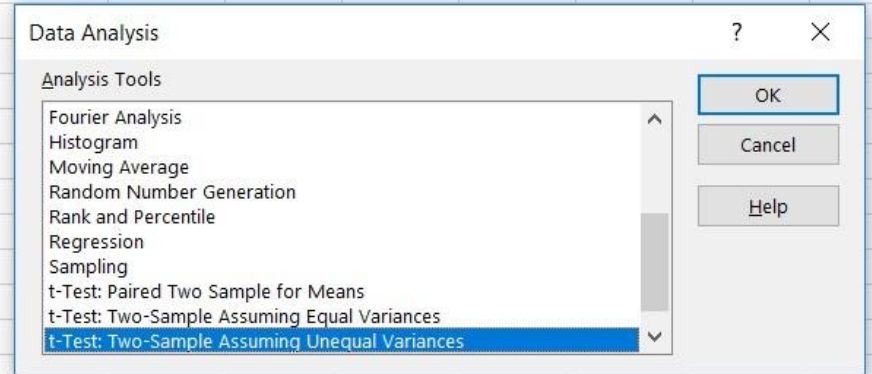 Data Analysis
?
Analysis Tools
Fourier Analysis
Histogram
Moving Average
Random Number Generation
Rank and Percentile
Regression
Sampling
t-Test: Paired Two Sample for Means
t-Test: Two-Sample Assuming Equal Variances
t-Test: Two-Sample Assuming Unequal Variances
OK
Cancel
Help